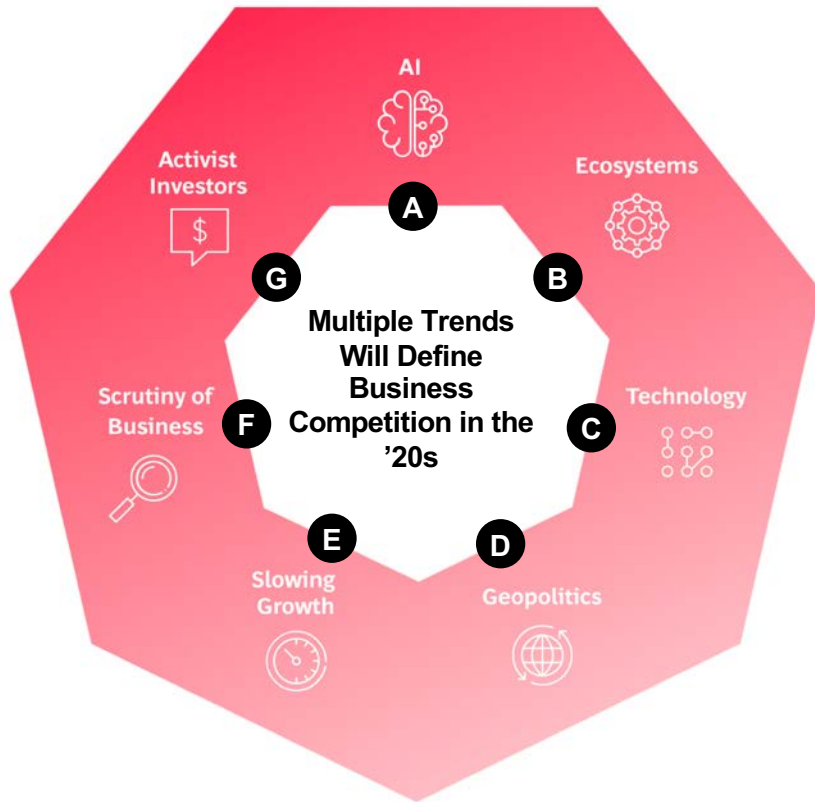 AI
Activist
Investors
$
Ecosystems
A
G
B
Multiple Trends
Will Define
Business
Competition in the
'20s
Scrutiny of
Business
F
Technology
C
E
D
Slowing
Growth
Geopolitics